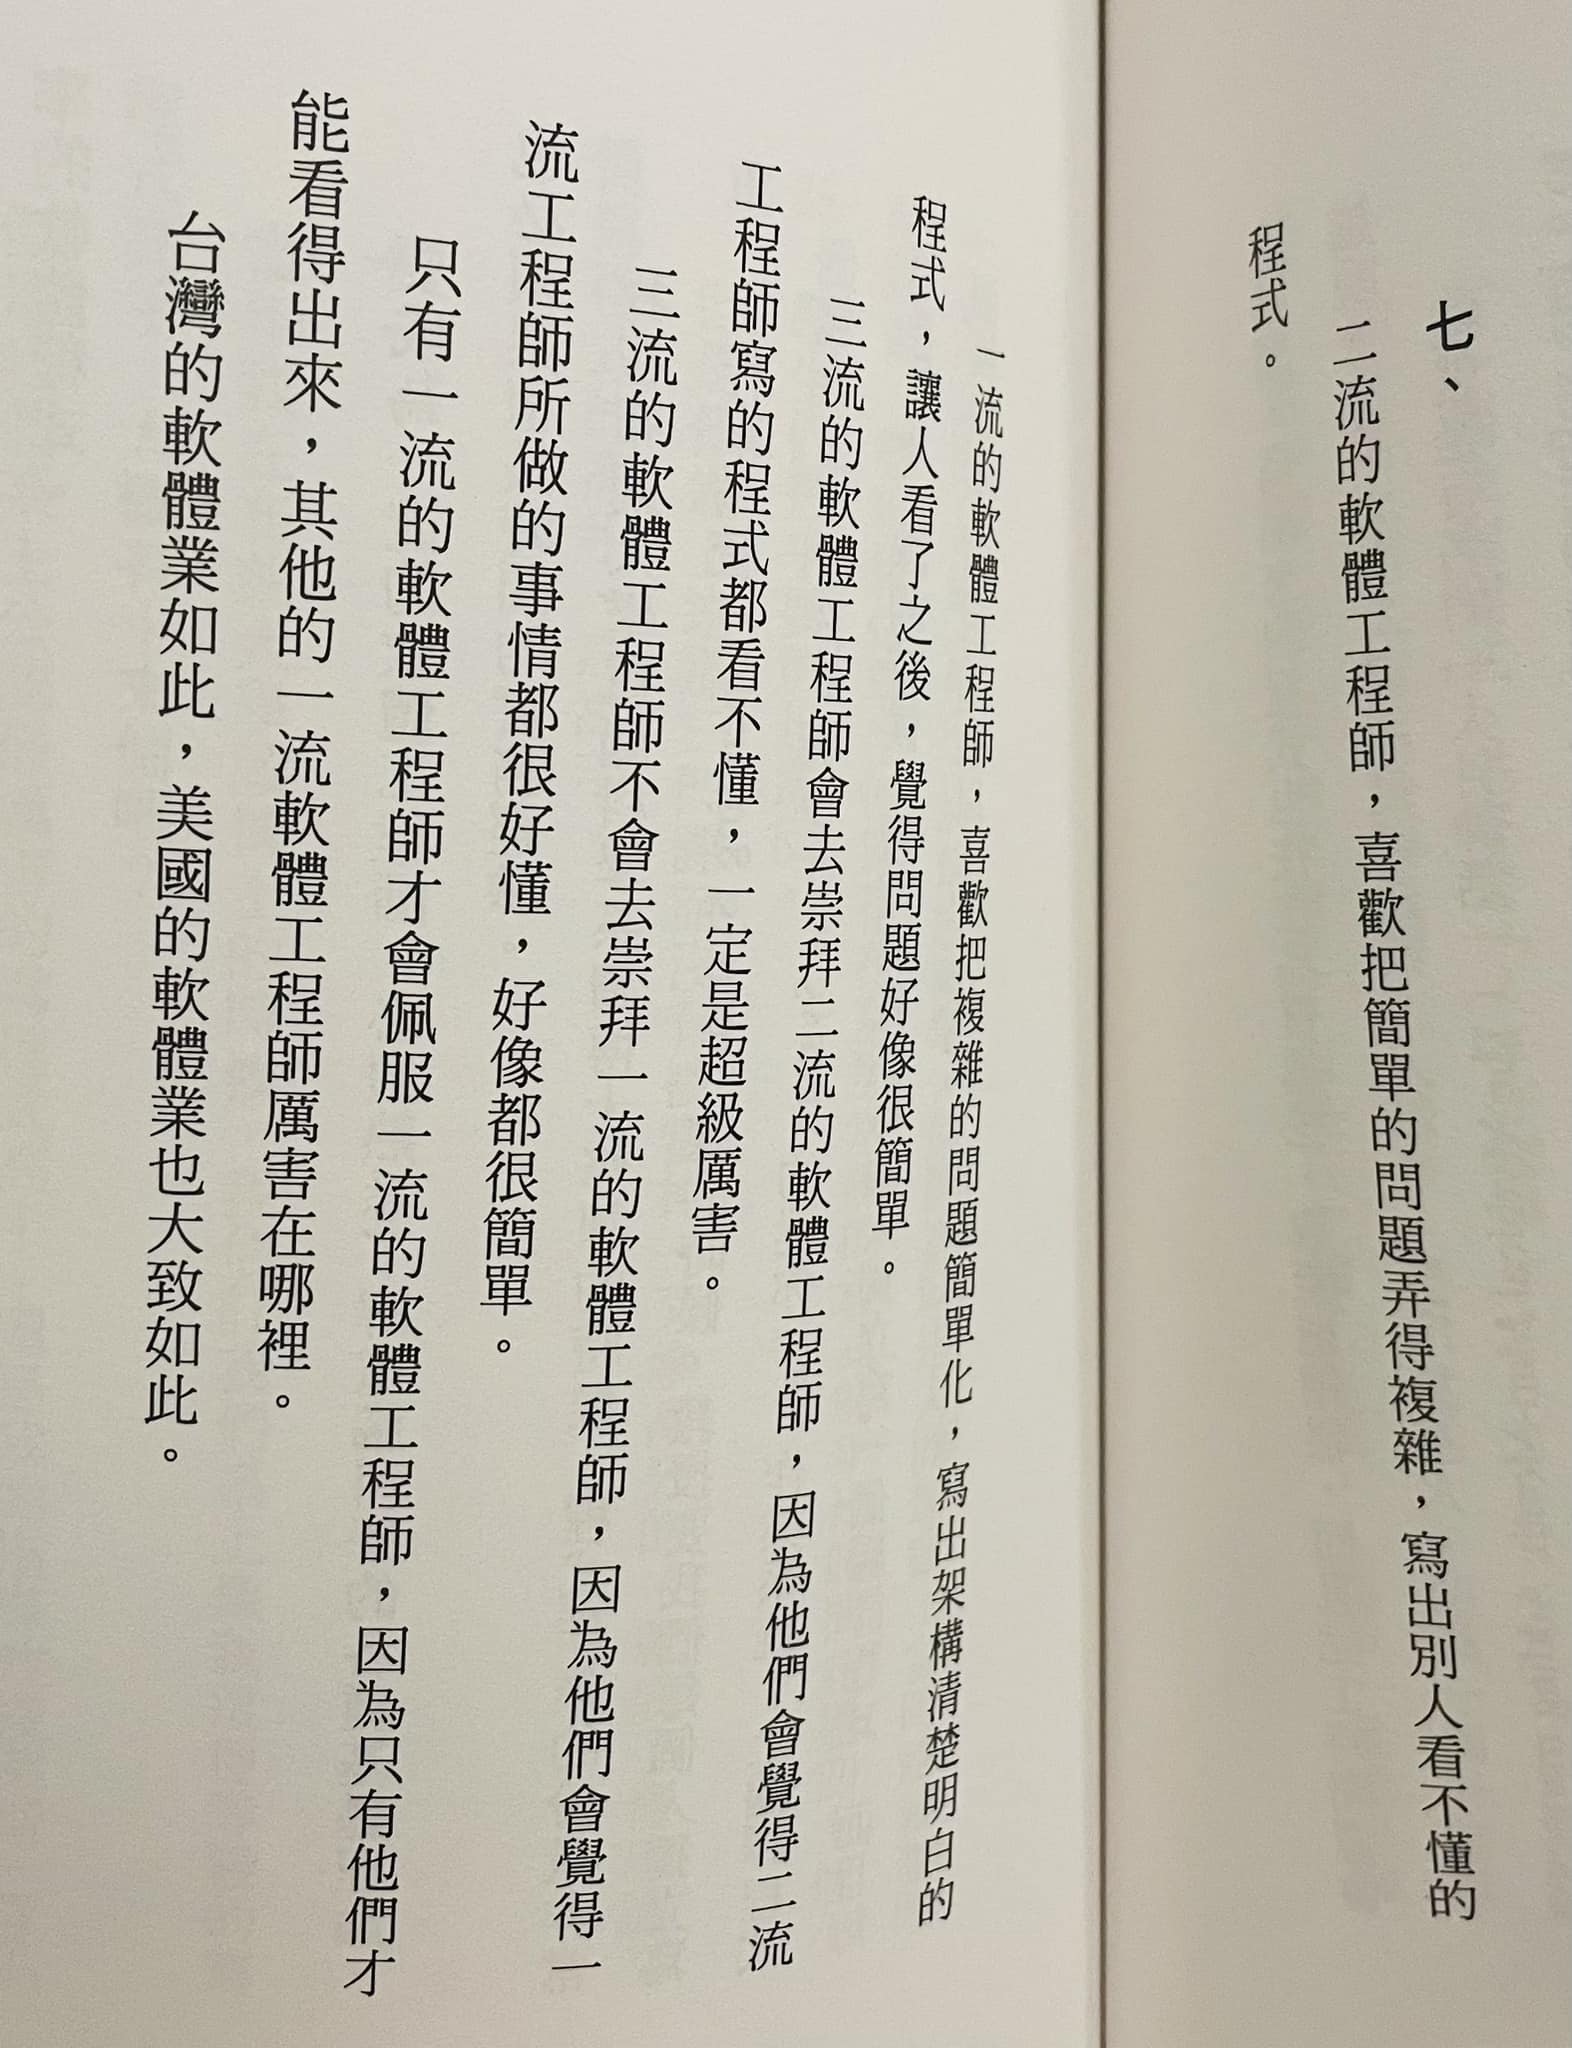 七、
二流的軟體工程師，喜歡把簡單的問題弄得複雜，寫出別人看不懂的
程式。
一流的軟體工程師，喜歡把複雜的問題簡單化，寫出架構清楚明白的
程式，讓人看了之後，覺得問題好像很簡單。
三流的軟體工程師會去崇拜二流的軟體工程師，因為他們會覺得二流
工程師寫的程式都看不懂，一定是超級厲害。
三流的軟體工程師不會去崇拜一流的軟體工程師，因為他們會覺得一
流工程師所做的事情都很好懂，好像都很簡單。
只有一流的軟體工程師才會佩服一流的軟體工程師，因為只有他們才
能看得出來，其他的一流軟體工程師厲害在哪裡。
台灣的軟體業如此，美國的軟體業也大致如此。